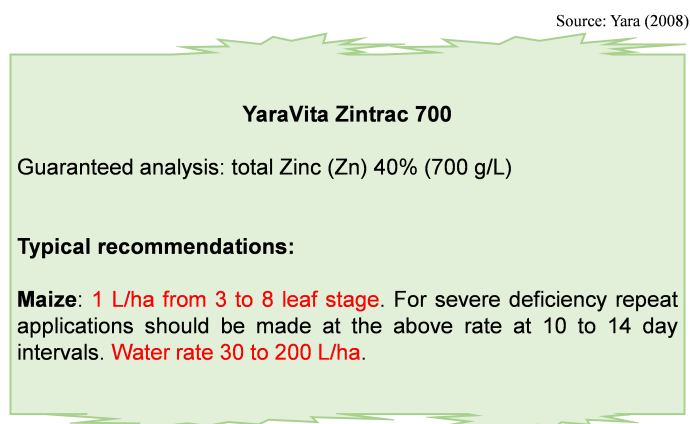 Source: Yara (2008)
YaraVita Zintrac 700
Guaranteed analysis: total Zinc (Zn) 40% (700 g/L)
Typical recommendations:
Maize: 1 L/ha from 3 to 8 leaf stage. For severe deficiency repeat
applications should be made at the above rate at 10 to 14 day
intervals. Water rate 30 to 200 L/ha.